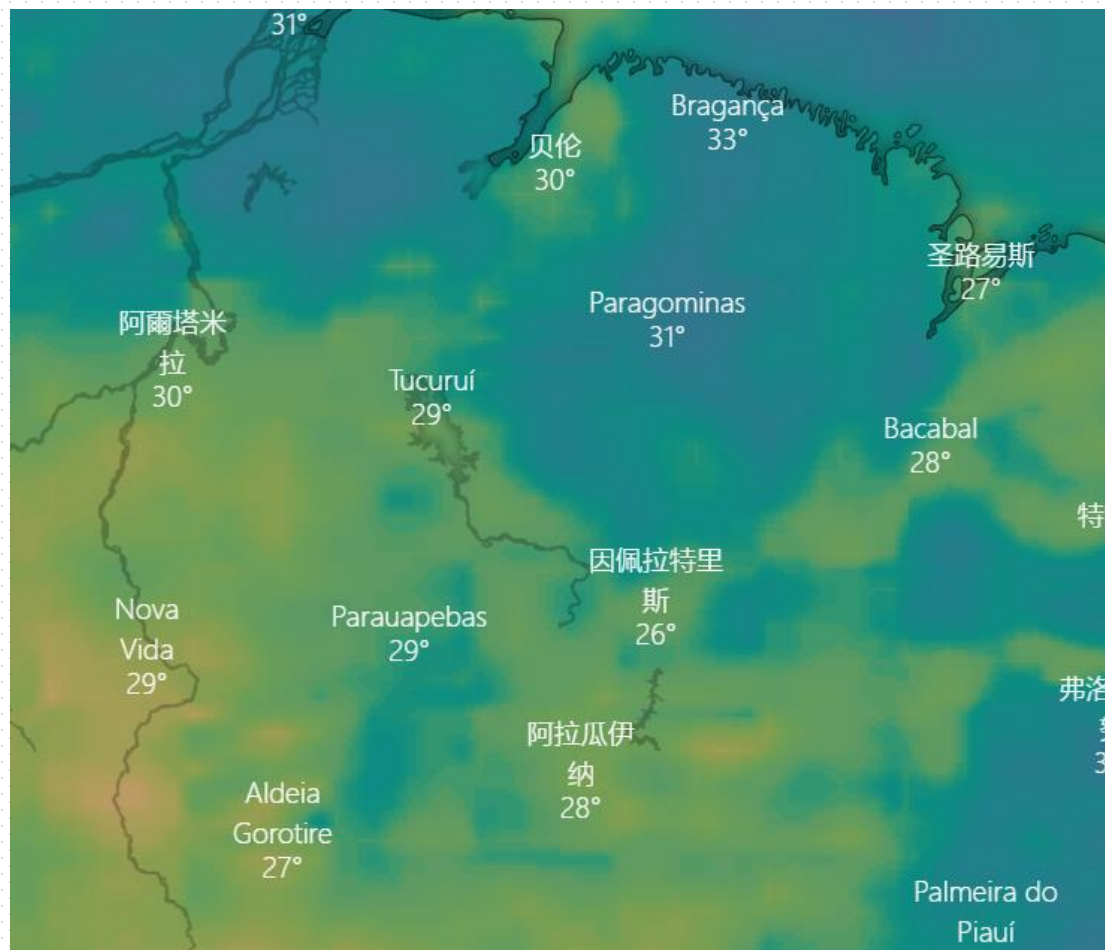 31°
Bragança
33°
贝伦
30°
圣路易斯
27°
Paragominas
31°
阿爾塔米
拉
30°
Tucuruí
29°
Bacabal
28°
特
因佩拉特里
斯
26°
Nova
Vida
29°
Parauapebas
29°
弗洛
3
阿拉瓜伊
纳
28°
Aldeia
Gorotire
27°
Palmeira do
Piauí